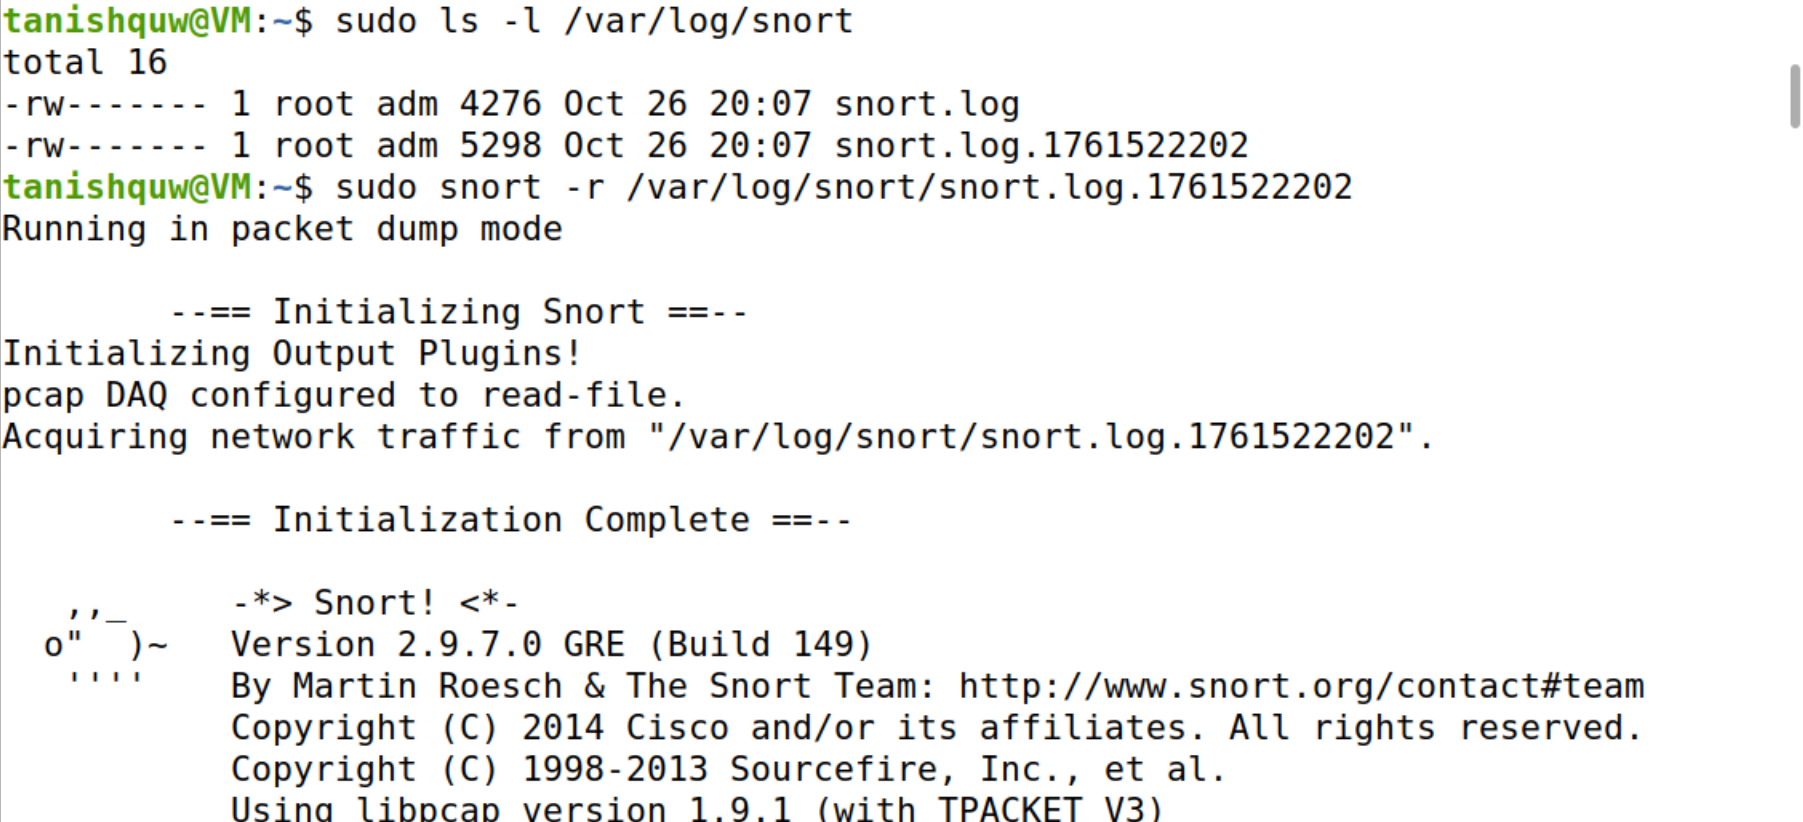 tanishquw@VM:~$ sudo ls -l /var/log/snort
total 16
-rw------- 1 root adm 4276 Oct 26 20:07 snort.log
-rw------- 1 root adm 5298 Oct 26 20:07 snort.log.1761522202
tanishquw@VM:~$ sudo snort -r /var/log/snort/snort.log.1761522202
Running in packet dump mode

        --== Initializing Snort ==--
Initializing Output Plugins!
pcap DAQ configured to read-file.
Acquiring network traffic from "/var/log/snort/snort.log.1761522202".

        --== Initialization Complete ==--

   ,,_     -*> Snort! <*-
  o"  )~   Version 2.9.7.0 GRE (Build 149)
   ''''    By Martin Roesch & The Snort Team: http://www.snort.org/contact#team
           Copyright (C) 2014 Cisco and/or its affiliates. All rights reserved.
           Copyright (C) 1998-2013 Sourcefire, Inc., et al.
           Using libpcap version 1.9.1 (with TPACKET_V3)